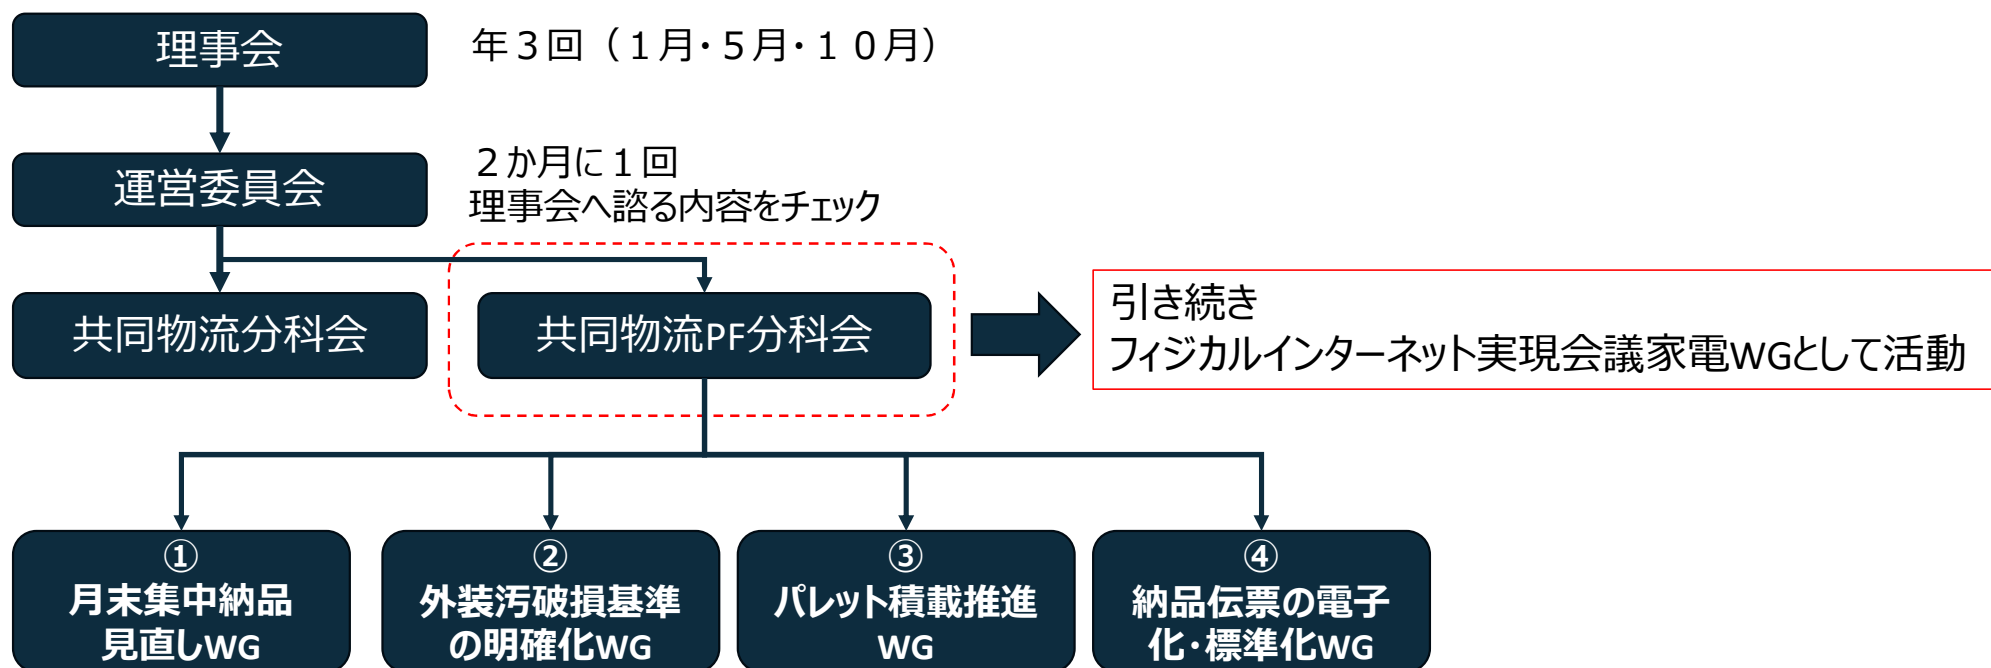 理事会
年３回（１月・５月・１０月）
運営委員会
２か月に１回
理事会へ諮る内容をチェック
共同物流分科会
共同物流PF分科会
引き続き
フィジカルインターネット実現会議家電WGとして活動
①
月末集中納品
見直しWG
②
外装汚破損基準
の明確化WG
③
パレット積載推進
WG
④
納品伝票の電子
化・標準化WG